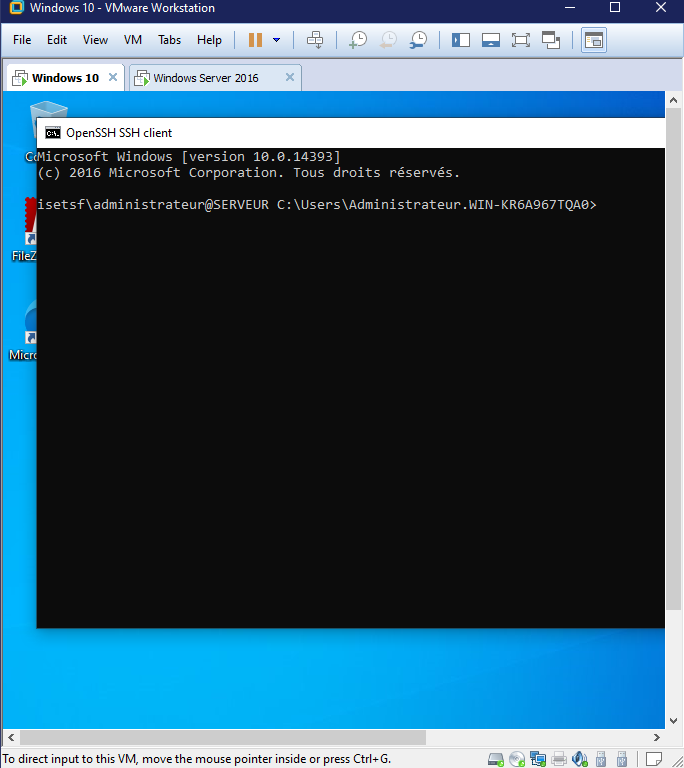 Windows 10 - VMware Workstation
File Edit View VM Tabs Help
Windows 10 Windows Server 2016
OpenSSH SSH client
Microsoft Windows [version 10.0.14393]
(c) 2016 Microsoft Corporation. Tous droits réservés.
isetsf\administrateur@SERVEUR C:\Users\Administrateur.WIN-KR6A967TQA0>
Co
FileZ
Micro
To direct input to this VM, move the mouse pointer inside or press Ctrl+G.